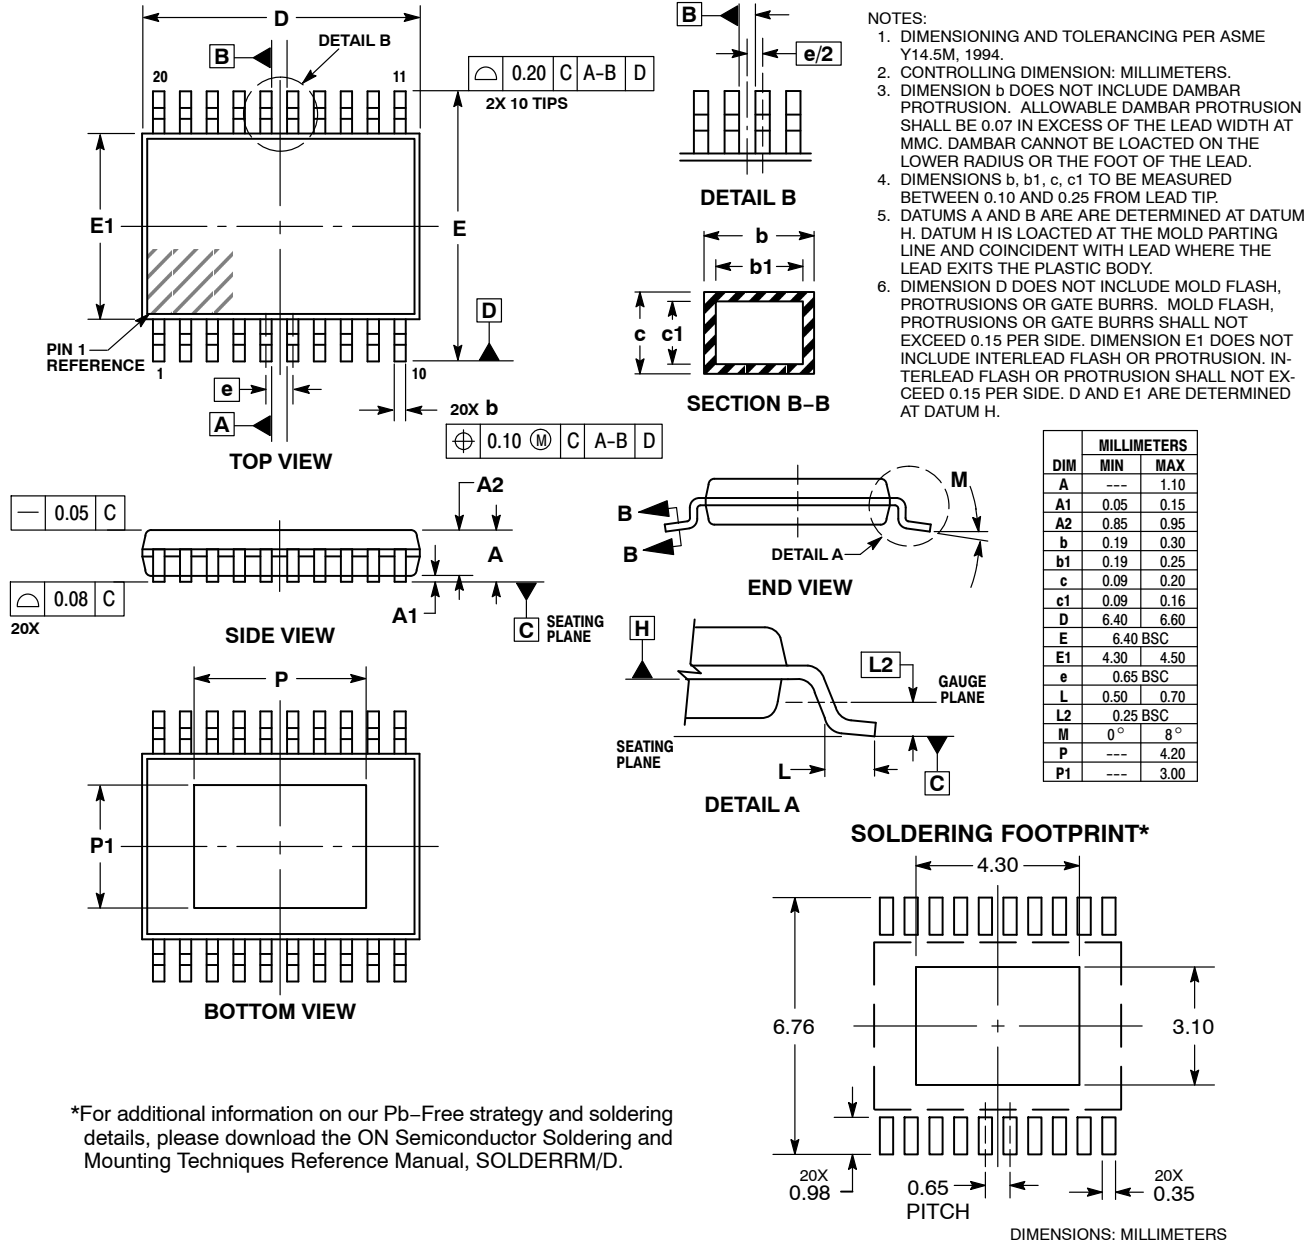 D
DETAIL B
B
20
11
⌓ 0.20 C A−B D
2X 10 TIPS
E1
E
D
PIN 1
REFERENCE
1
10
e
20X b
A
⌖ 0.10 Ⓜ C A−B D
TOP VIEW
B
e/2
DETAIL B
b
b1
c
c1
SECTION B−B
NOTES:
1. DIMENSIONING AND TOLERANCING PER ASME
Y14.5M, 1994.
2. CONTROLLING DIMENSION: MILLIMETERS.
3. DIMENSION b DOES NOT INCLUDE DAMBAR
PROTRUSION. ALLOWABLE DAMBAR PROTRUSION
SHALL BE 0.07 IN EXCESS OF THE LEAD WIDTH AT
MMC. DAMBAR CANNOT BE LOACTED ON THE
LOWER RADIUS OR THE FOOT OF THE LEAD.
4. DIMENSIONS b, b1, c, c1 TO BE MEASURED
BETWEEN 0.10 AND 0.25 FROM LEAD TIP.
5. DATUMS A AND B ARE ARE DETERMINED AT DATUM
H. DATUM H IS LOACTED AT THE MOLD PARTING
LINE AND COINCIDENT WITH LEAD WHERE THE
LEAD EXITS THE PLASTIC BODY.
6. DIMENSION D DOES NOT INCLUDE MOLD FLASH,
PROTRUSIONS OR GATE BURRS. MOLD FLASH,
PROTRUSIONS OR GATE BURRS SHALL NOT
EXCEED 0.15 PER SIDE. DIMENSION E1 DOES NOT
INCLUDE INTERLEAD FLASH OR PROTRUSION. IN-
TERLEAD FLASH OR PROTRUSION SHALL NOT EX-
CEED 0.15 PER SIDE. D AND E1 ARE DETERMINED
AT DATUM H.
MILLIMETERS
DIM MIN MAX
A --- 1.10
A1 0.05 0.15
A2 0.85 0.95
b 0.19 0.30
b1 0.19 0.25
c 0.09 0.20
c1 0.09 0.16
D 6.40 6.60
E 6.40 BSC
E1 4.30 4.50
e 0.65 BSC
L 0.50 0.70
L2 0.25 BSC
M 0° 8°
P --- 4.20
P1 --- 3.00
— 0.05 C
A2
A
A1
⌓ 0.08 C
20X
C SEATING
PLANE
SIDE VIEW
B
B
M
DETAIL A
END VIEW
H
L2
GAUGE
PLANE
SEATING
PLANE
L
C
DETAIL A
P
P1
BOTTOM VIEW
SOLDERING FOOTPRINT*
4.30
6.76
3.10
20X
0.98
0.65
PITCH
20X
0.35
DIMENSIONS: MILLIMETERS
*For additional information on our Pb−Free strategy and soldering
details, please download the ON Semiconductor Soldering and
Mounting Techniques Reference Manual, SOLDERRM/D.